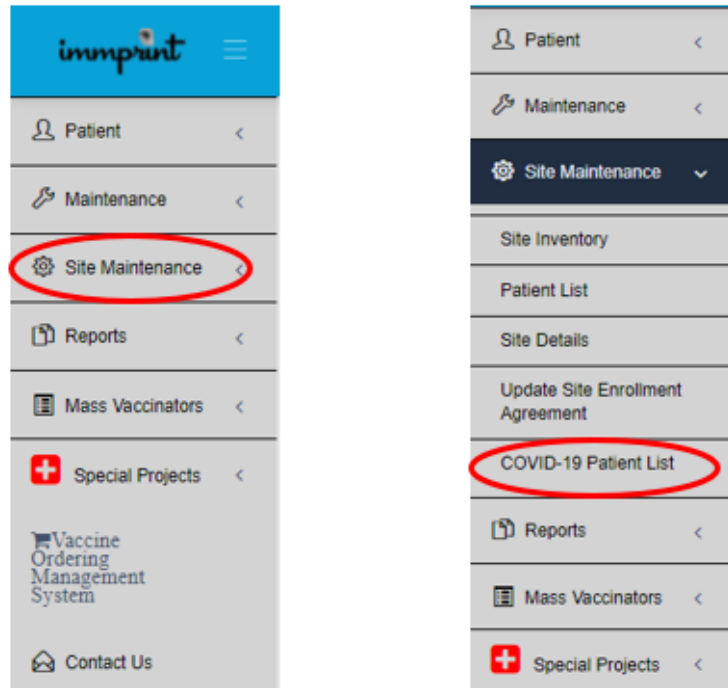 immprint
Patient
Maintenance
Site Maintenance
Reports
Mass Vaccinators
Special Projects
Vaccine
Ordering
Management
System
Contact Us
Patient
Maintenance
Site Maintenance
Site Inventory
Patient List
Site Details
Update Site Enrollment
Agreement
COVID-19 Patient List
Reports
Mass Vaccinators
Special Projects